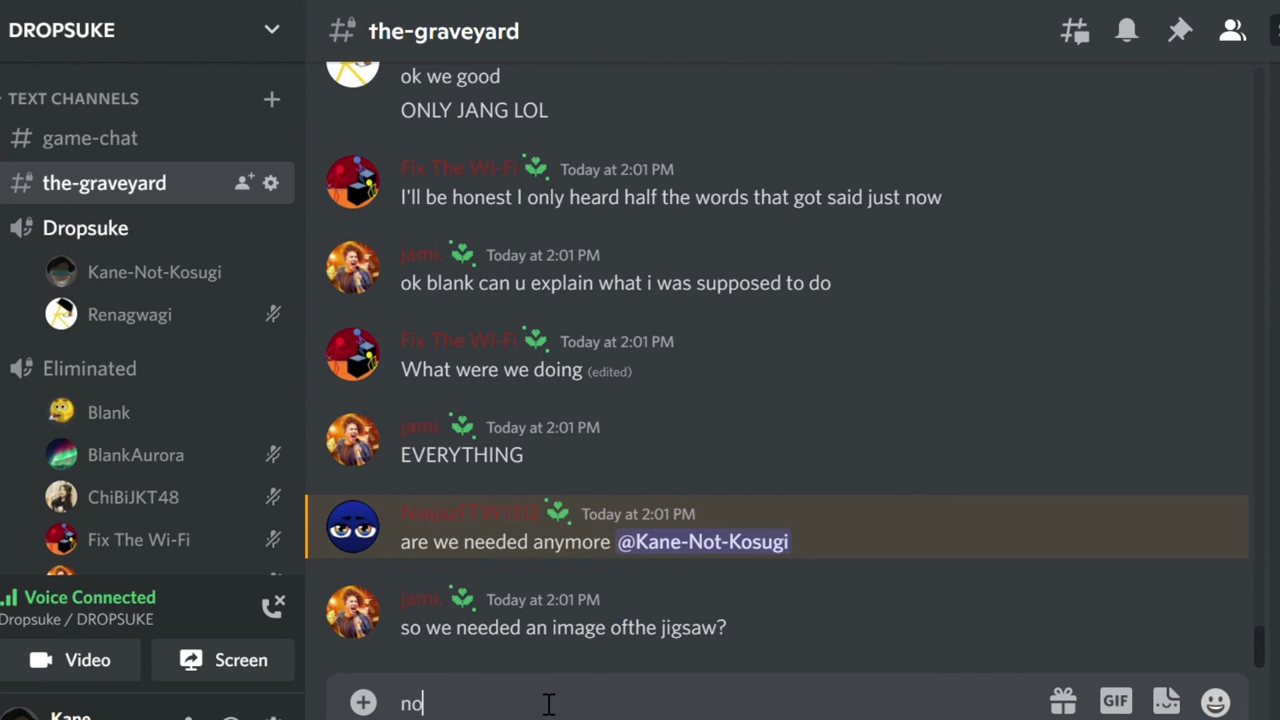 DROPSUKE
the-graveyard
TEXT CHANNELS
game-chat
the-graveyard
Dropsuke
Kane-Not-Kosugi
Renagwagi
Eliminated
Blank
BlankAurora
ChiBiJKT48
Fix The Wi-Fi
Voice Connected
Dropsuke / DROPSUKE
Video
Screen
Kane
ok we good
ONLY JANG LOL
Fix The Wi-Fi Today at 2:01 PM
I'll be honest I only heard half the words that got said just now
jami. Today at 2:01 PM
ok blank can u explain what i was supposed to do
Fix The Wi-Fi Today at 2:01 PM
What were we doing (edited)
jami. Today at 2:01 PM
EVERYTHING
Today at 2:01 PM
are we needed anymore @Kane-Not-Kosugi
jami. Today at 2:01 PM
so we needed an image ofthe jigsaw?
no
GIF